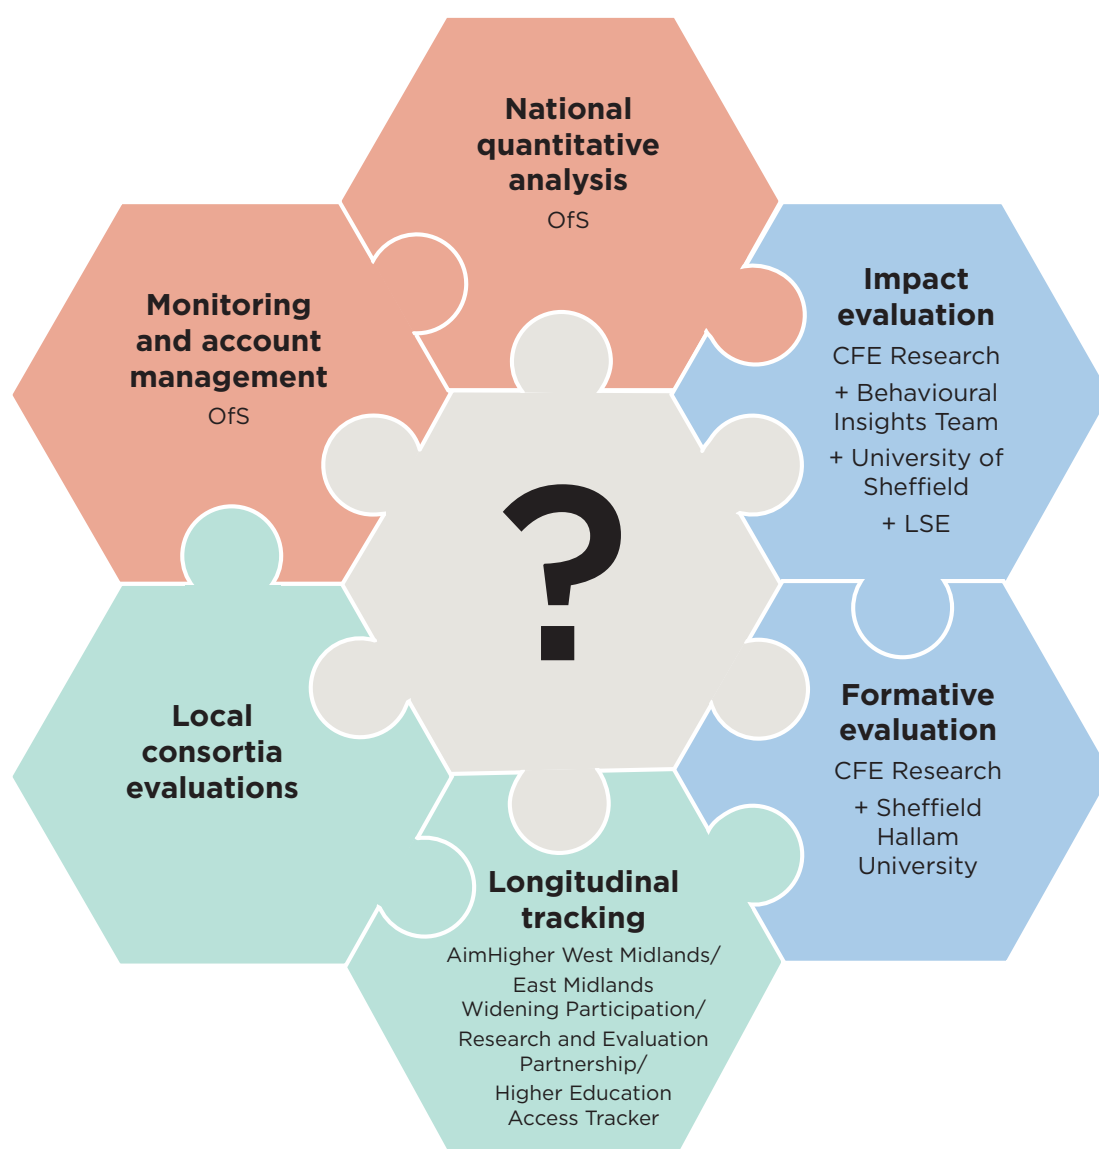 National
quantitative
analysis
OfS
Monitoring
and account
management
OfS
Impact
evaluation
CFE Research
+ Behavioural
Insights Team
+ University of
Sheffield
+ LSE
?
Local
consortia
evaluations
Formative
evaluation
CFE Research
+ Sheffield
Hallam
University
Longitudinal
tracking
AimHigher West Midlands/
East Midlands
Widening Participation/
Research and Evaluation
Partnership/
Higher Education
Access Tracker